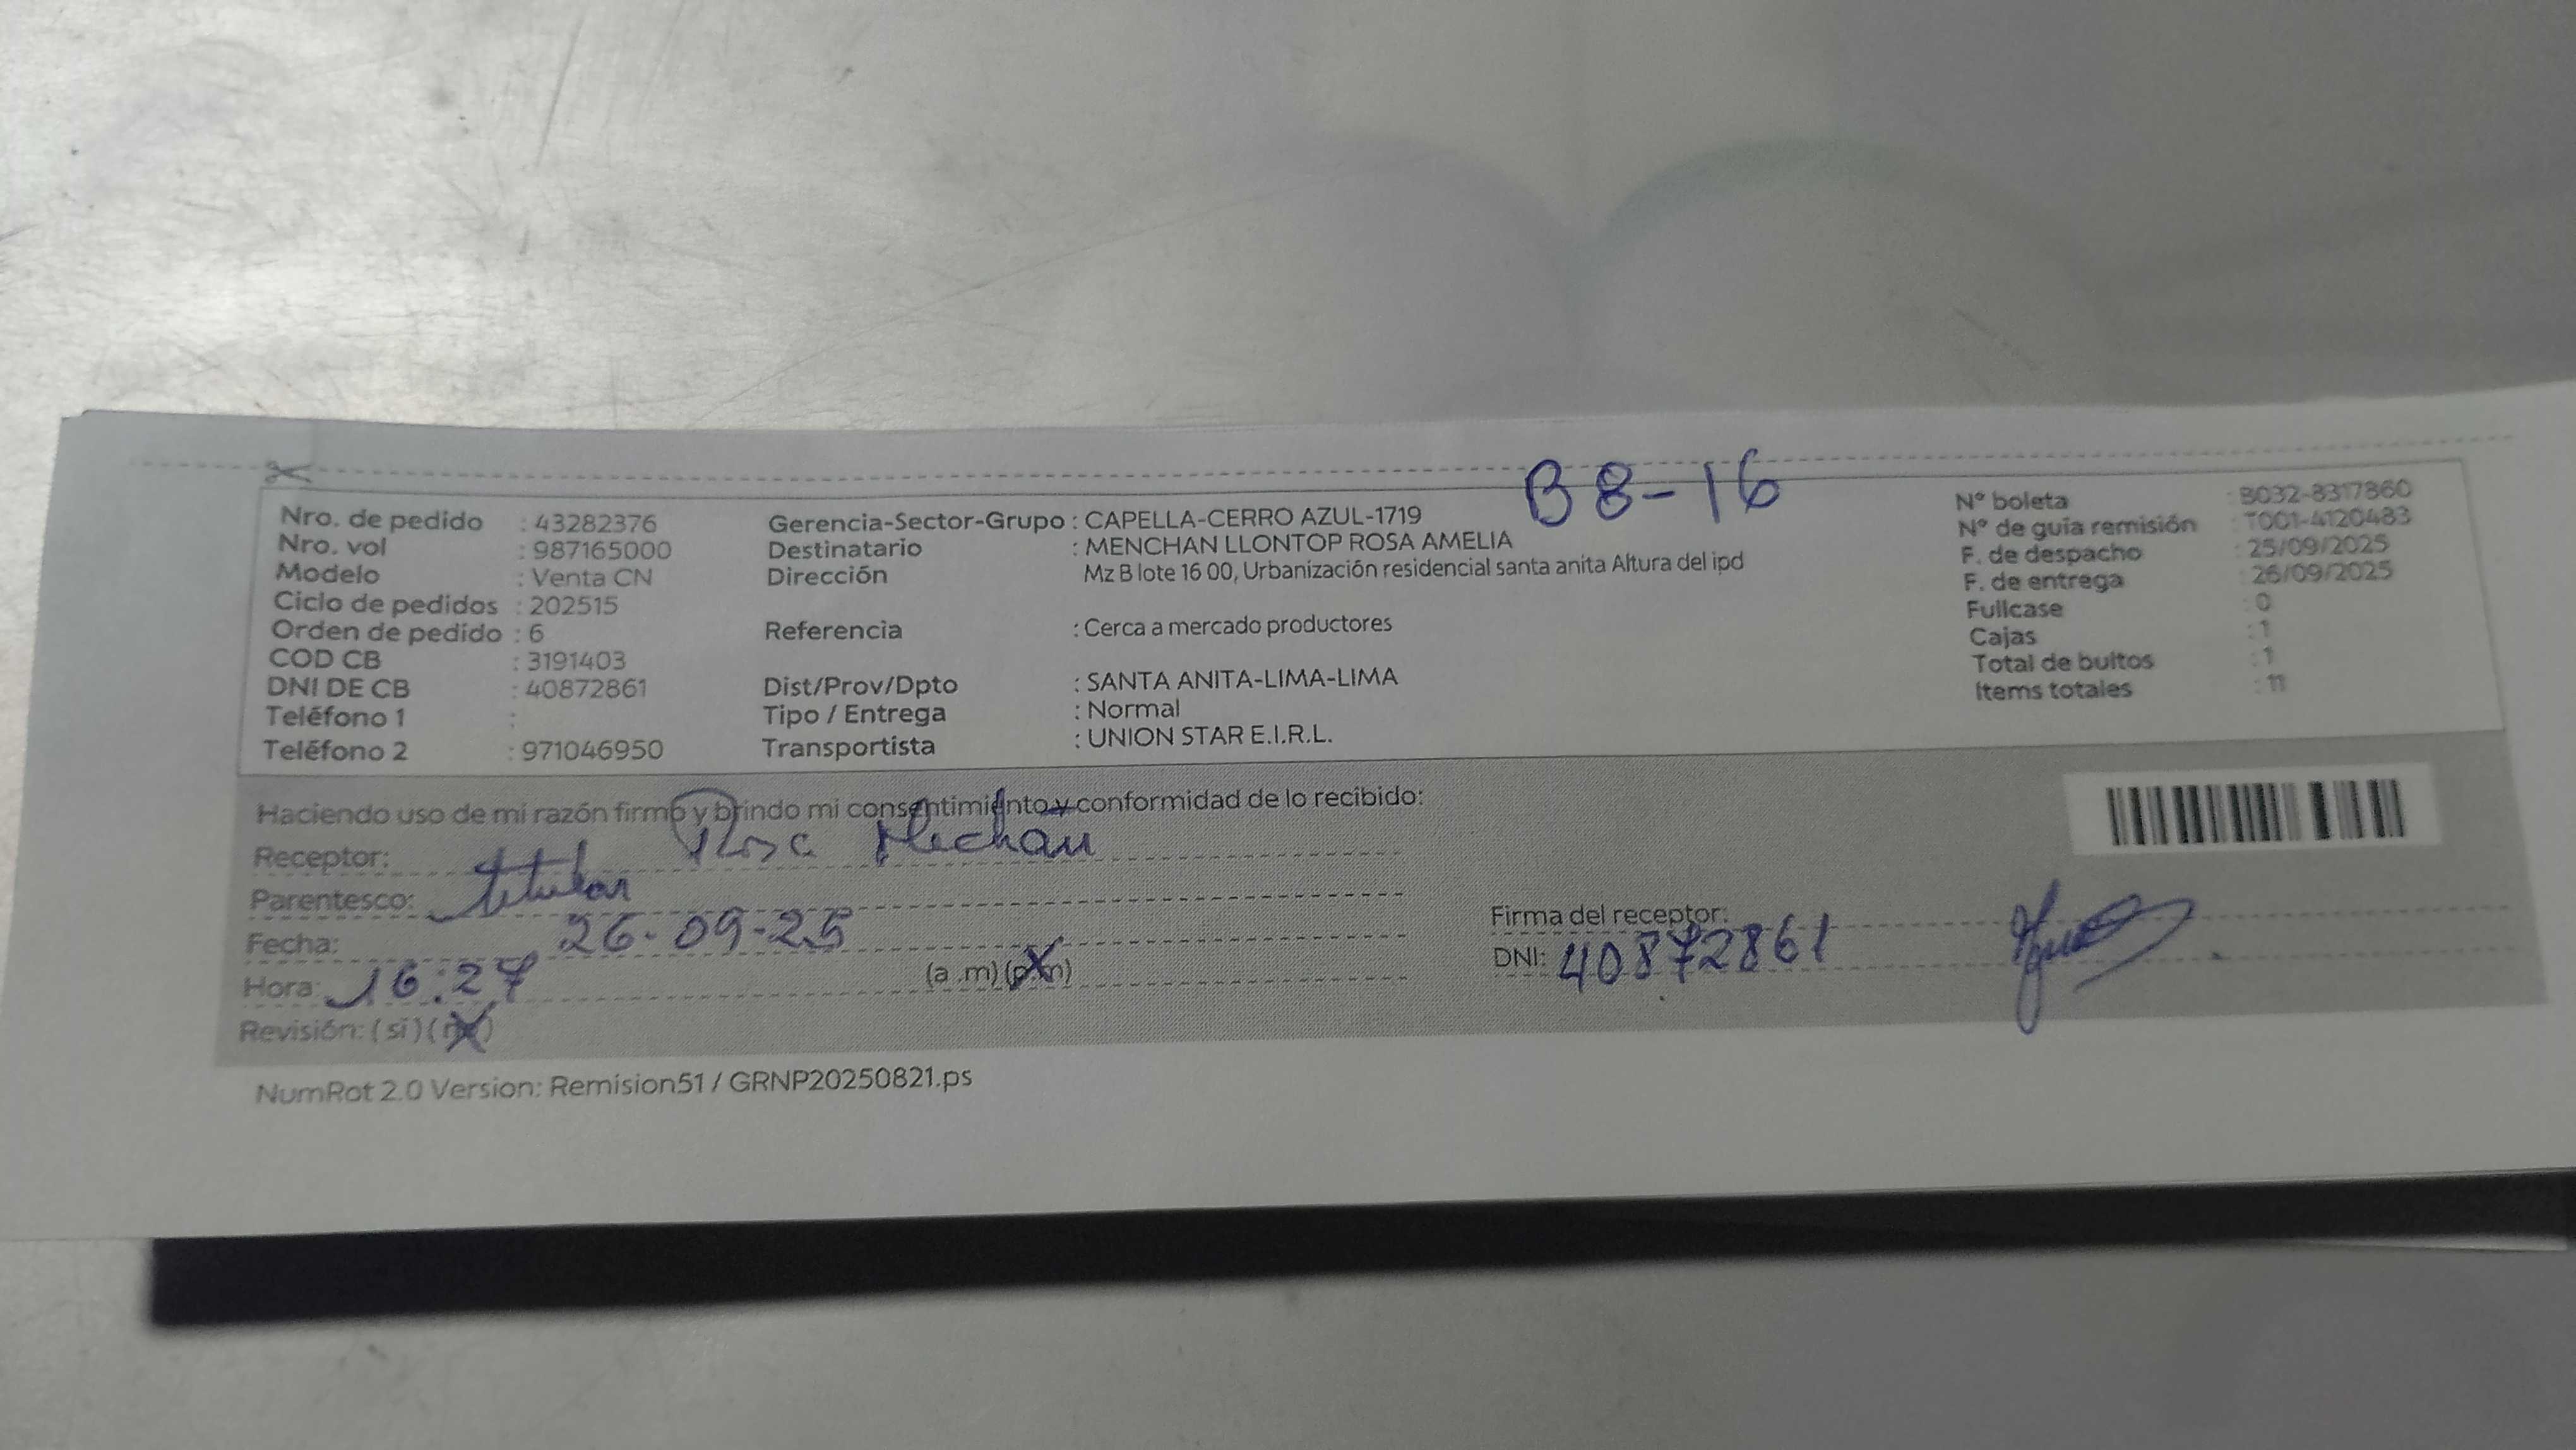 B8-16
Nro. de pedido : 43282376
Nro. vol : 987165000
Modelo : Venta CN
Ciclo de pedidos : 202515
Orden de pedido : 6
COD CB : 3191403
DNI DE CB : 40872861
Teléfono 1 :
Teléfono 2 : 971046950
Gerencia-Sector-Grupo : CAPELLA-CERRO AZUL-1719
Destinatario : MENCHAN LLONTOP ROSA AMELIA
Dirección Mz B lote 16 00, Urbanización residencial santa anita Altura del ipd
Referencia : Cerca a mercado productores
Dist/Prov/Dpto : SANTA ANITA-LIMA-LIMA
Tipo / Entrega : Normal
Transportista : UNION STAR E.I.R.L.
N° boleta : B032-8317860
N° de guía remisión : T001-4120483
F. de despacho : 25/09/2025
F. de entrega : 26/09/2025
Fullcase : 0
Cajas : 1
Total de bultos : 1
Items totales : 11
Haciendo uso de mi razón firmo y brindo mi consentimiento y conformidad de lo recibido:
Receptor: Rosa Mechán
Parentesco: titular
Fecha: 26-09-25
Hora: 16:27 (a.m) (p.m)
Revisión: (si) (no)
Firma del receptor:
DNI: 40872861
NumRot 2.0 Version: Remision51 / GRNP20250821.ps